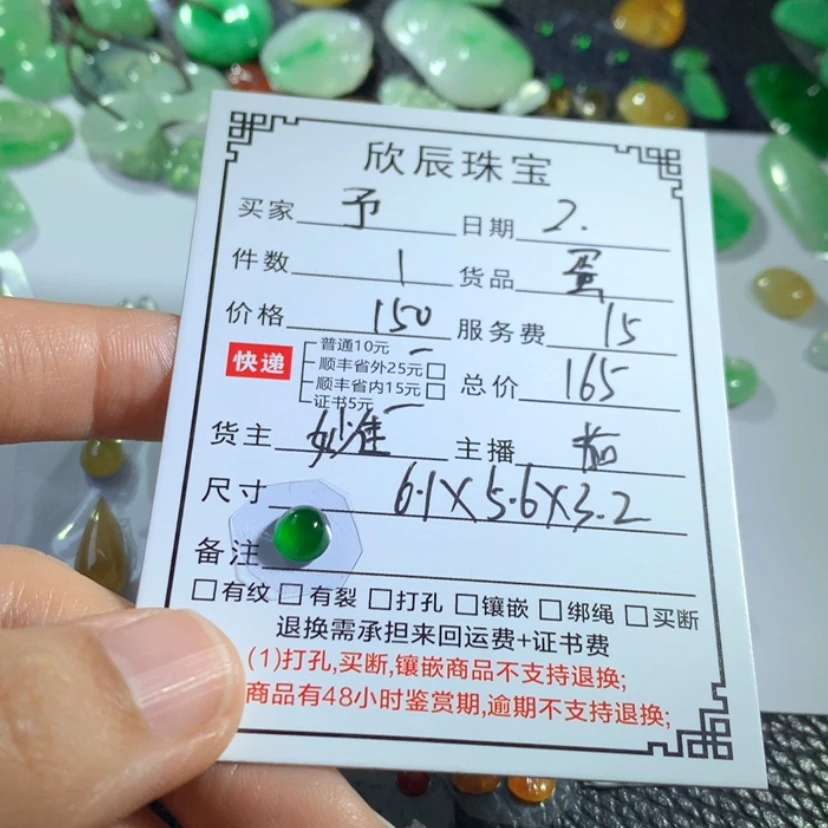 欣辰珠宝
买家 予 日期 2.
件数 1 货品 蛋
价格 150 服务费 15
快递
普通10元
顺丰省外25元
顺丰省内15元
证书5元
总价 165
货主 主播 茹
尺寸 6.1X5.6X3.2
备注
有纹 有裂 打孔 镶嵌 绑绳 买断
退换需承担来回运费+证书费
(1)打孔,买断,镶嵌商品不支持退换;
商品有48小时鉴赏期,逾期不支持退换;